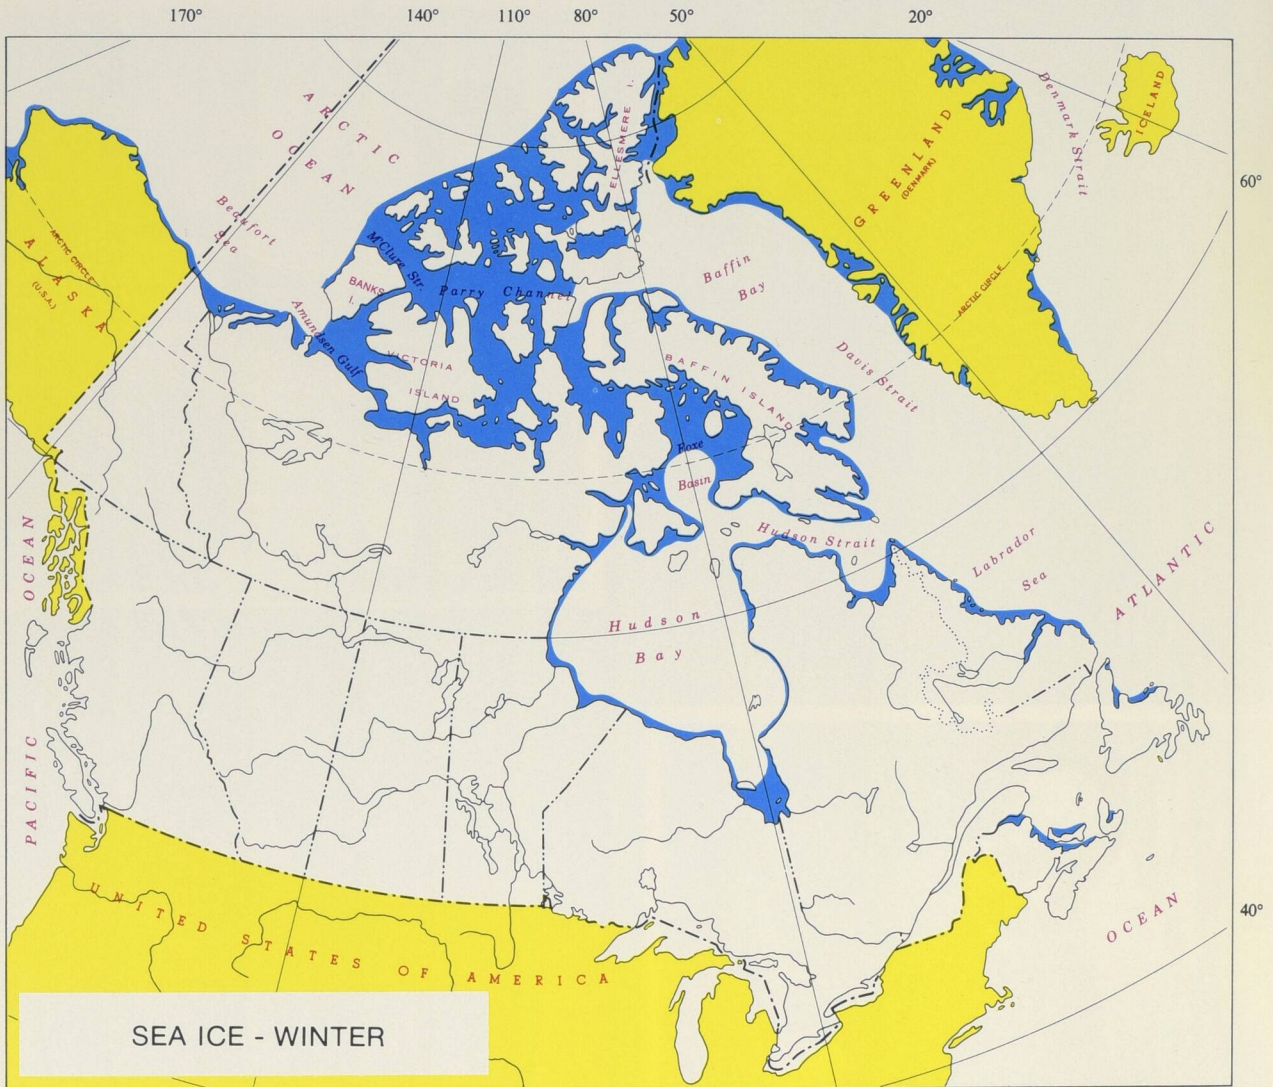 170° 140° 110° 80° 50° 20°
ARCTIC
OCEAN
Beaufort
Sea
ELLESMERE I.
Denmark Strait
ICELAND
60°
GREENLAND
(DENMARK)
ARCTIC CIRCLE
ALASKA
(U.S.A.)
M'Clure Str.
BANKS
I.
Parry Channel
Baffin
Bay
ARCTIC CIRCLE
Amundsen Gulf
VICTORIA
ISLAND
BAFFIN ISLAND
Davis Strait
Foxe
Basin
PACIFIC OCEAN
Hudson Strait
Labrador
Sea
ATLANTIC
OCEAN
Hudson
Bay
40°
UNITED STATES OF AMERICA
SEA ICE - WINTER